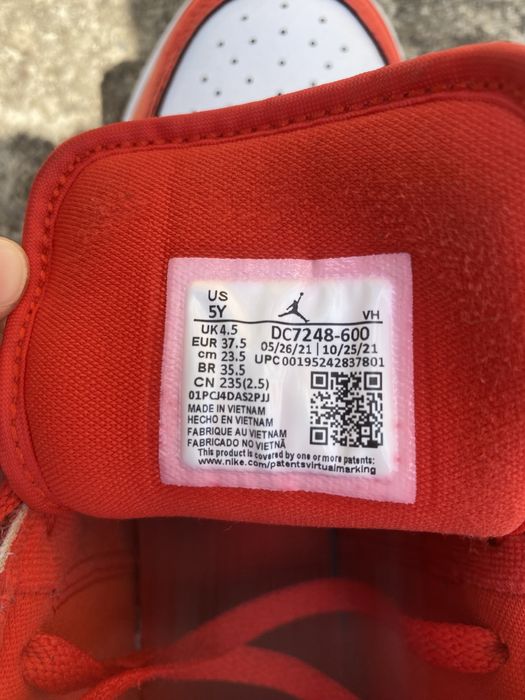 US
5Y
VH
UK 4.5
DC7248-600
EUR 37.5
05/26/21 | 10/25/21
cm 23.5
UPC 00195242837801
BR 35.5
CN 235(2.5)
01PCJ4DAS2PJJ
MADE IN VIETNAM
HECHO EN VIETNAM
FABRIQUE AU VIETNAM
FABRICADO NO VIETNÃ
This product is covered by one or more patents:
www.nike.com/patentsvirtualmarking